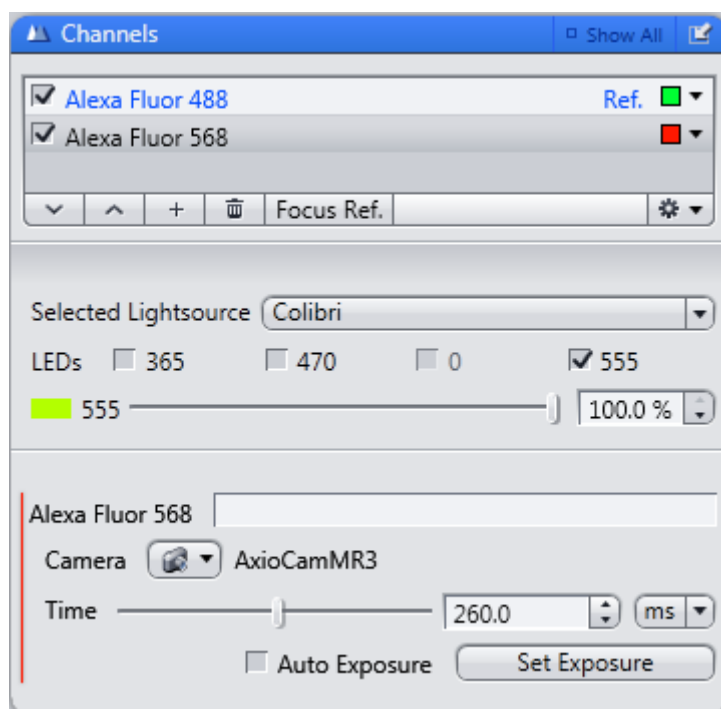 Channels Show All
Alexa Fluor 488 Ref.
Alexa Fluor 568
+ Focus Ref.
Selected Lightsource Colibri
LEDs 365 470 0 555
555 100.0 %
Alexa Fluor 568
Camera AxioCamMR3
Time 260.0 ms
Auto Exposure Set Exposure